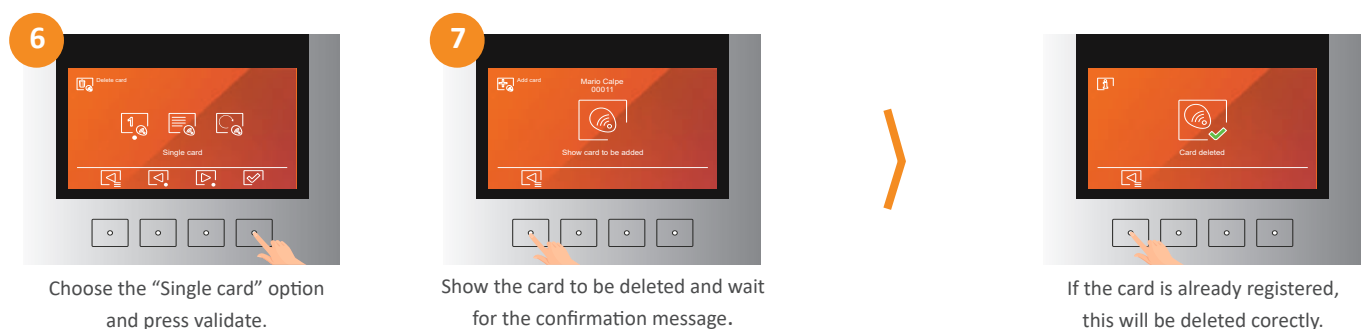 6
Delete card
1
Single card
Choose the “Single card” option
and press validate.
7
Add card
Mario Calpe
00011
Show card to be added
Show the card to be deleted and wait
for the confirmation message.
Card deleted
If the card is already registered,
this will be deleted corectly.